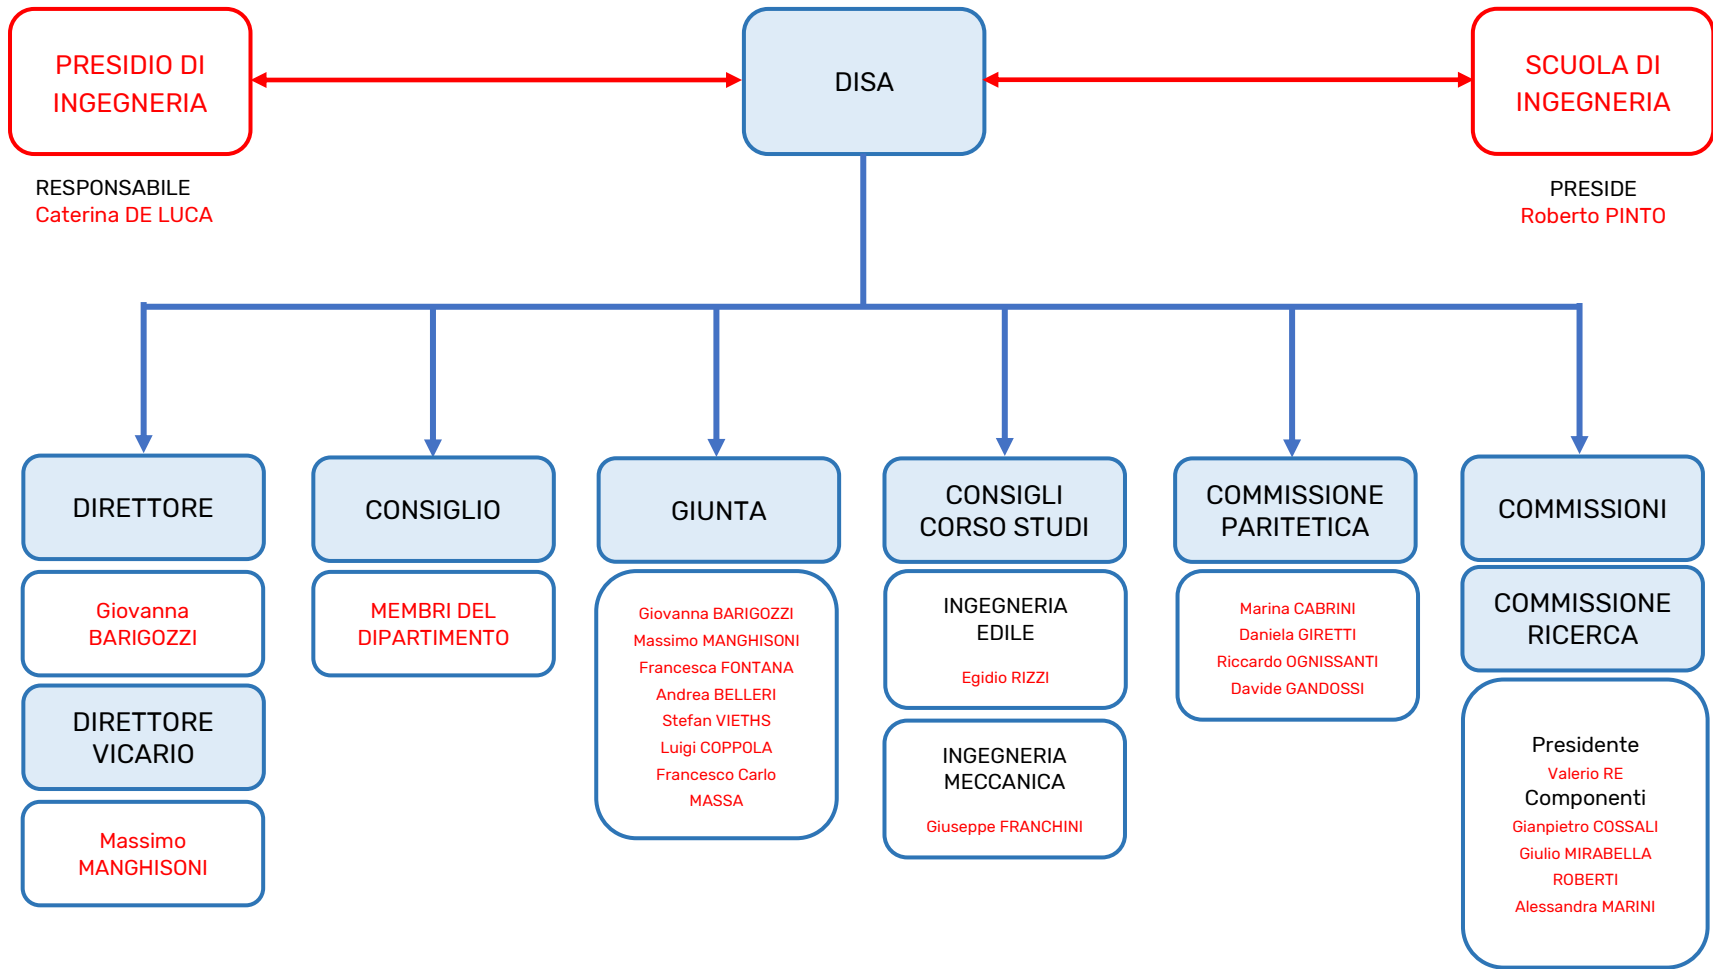 PRESIDIO DI
INGEGNERIA
DISA
SCUOLA DI
INGEGNERIA
RESPONSABILE
Caterina DE LUCA
PRESIDE
Roberto PINTO
DIRETTORE
Giovanna
BARIGOZZI
DIRETTORE
VICARIO
Massimo
MANGHISONI
CONSIGLIO
MEMBRI DEL
DIPARTIMENTO
GIUNTA
Giovanna BARIGOZZI
Massimo MANGHISONI
Francesca FONTANA
Andrea BELLERI
Stefan VIETHS
Luigi COPPOLA
Francesco Carlo
MASSA
CONSIGLI
CORSO STUDI
INGEGNERIA
EDILE
Egidio RIZZI
INGEGNERIA
MECCANICA
Giuseppe FRANCHINI
COMMISSIONE
PARITETICA
Marina CABRINI
Daniela GIRETTI
Riccardo OGNISSANTI
Davide GANDOSSI
COMMISSIONI
COMMISSIONE
RICERCA
Presidente
Valerio RE
Componenti
Gianpietro COSSALI
Giulio MIRABELLA
ROBERTI
Alessandra MARINI